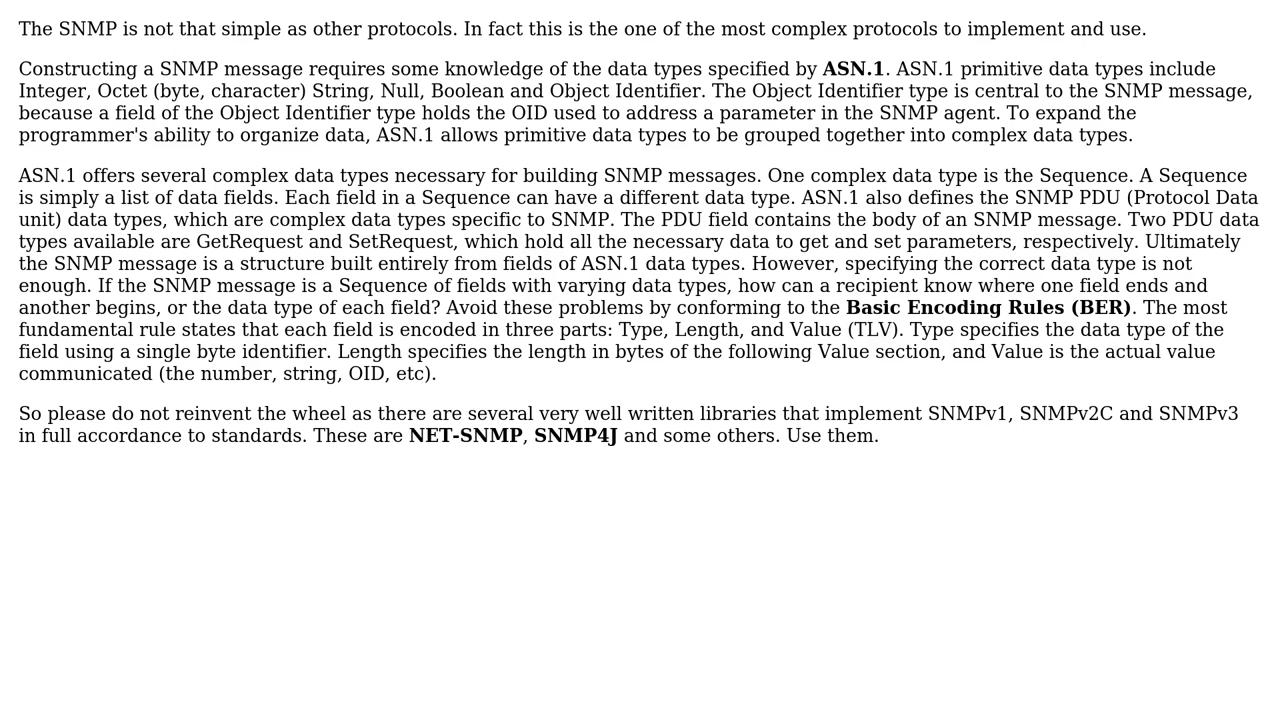 The SNMP is not that simple as other protocols. In fact this is the one of the most complex protocols to implement and use.
Constructing a SNMP message requires some knowledge of the data types specified by ASN.1. ASN.1 primitive data types include
Integer, Octet (byte, character) String, Null, Boolean and Object Identifier. The Object Identifier type is central to the SNMP message,
because a field of the Object Identifier type holds the OID used to address a parameter in the SNMP agent. To expand the
programmer's ability to organize data, ASN.1 allows primitive data types to be grouped together into complex data types.
ASN.1 offers several complex data types necessary for building SNMP messages. One complex data type is the Sequence. A Sequence
is simply a list of data fields. Each field in a Sequence can have a different data type. ASN.1 also defines the SNMP PDU (Protocol Data
unit) data types, which are complex data types specific to SNMP. The PDU field contains the body of an SNMP message. Two PDU data
types available are GetRequest and SetRequest, which hold all the necessary data to get and set parameters, respectively. Ultimately
the SNMP message is a structure built entirely from fields of ASN.1 data types. However, specifying the correct data type is not
enough. If the SNMP message is a Sequence of fields with varying data types, how can a recipient know where one field ends and
another begins, or the data type of each field? Avoid these problems by conforming to the Basic Encoding Rules (BER). The most
fundamental rule states that each field is encoded in three parts: Type, Length, and Value (TLV). Type specifies the data type of the
field using a single byte identifier. Length specifies the length in bytes of the following Value section, and Value is the actual value
communicated (the number, string, OID, etc).
So please do not reinvent the wheel as there are several very well written libraries that implement SNMPv1, SNMPv2C and SNMPv3
in full accordance to standards. These are NET-SNMP, SNMP4J and some others. Use them.